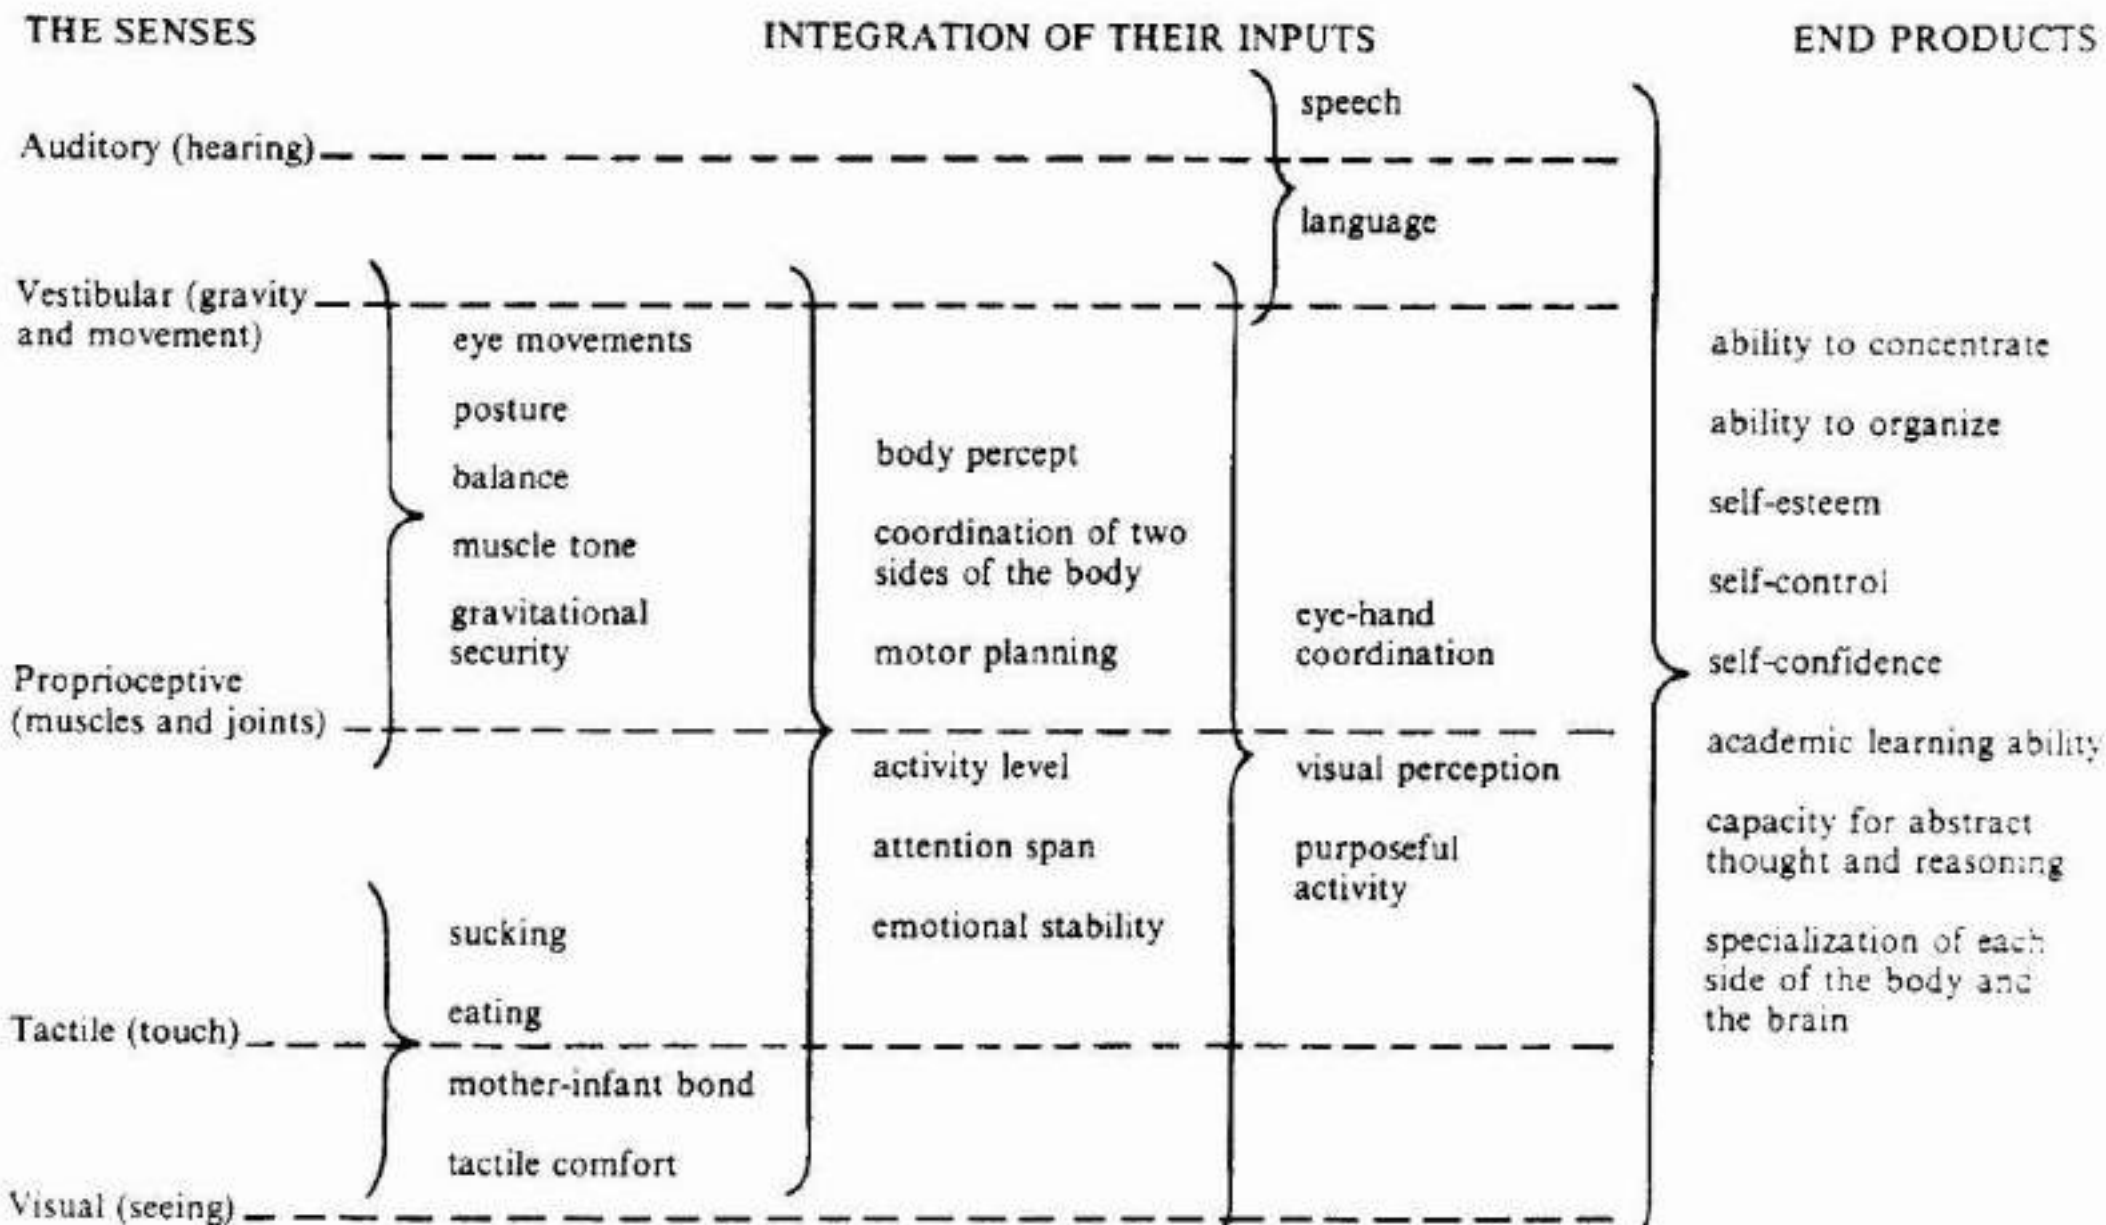 THE SENSES
INTEGRATION OF THEIR INPUTS
END PRODUCTS
Auditory (hearing)
Vestibular (gravity
and movement)
Proprioceptive
(muscles and joints)
Tactile (touch)
Visual (seeing)
eye movements
posture
balance
muscle tone
gravitational
security
sucking
eating
mother-infant bond
tactile comfort
body percept
coordination of two
sides of the body
motor planning
activity level
attention span
emotional stability
speech
language
eye-hand
coordination
visual perception
purposeful
activity
ability to concentrate
ability to organize
self-esteem
self-control
self-confidence
academic learning ability
capacity for abstract
thought and reasoning
specialization of each
side of the body and
the brain